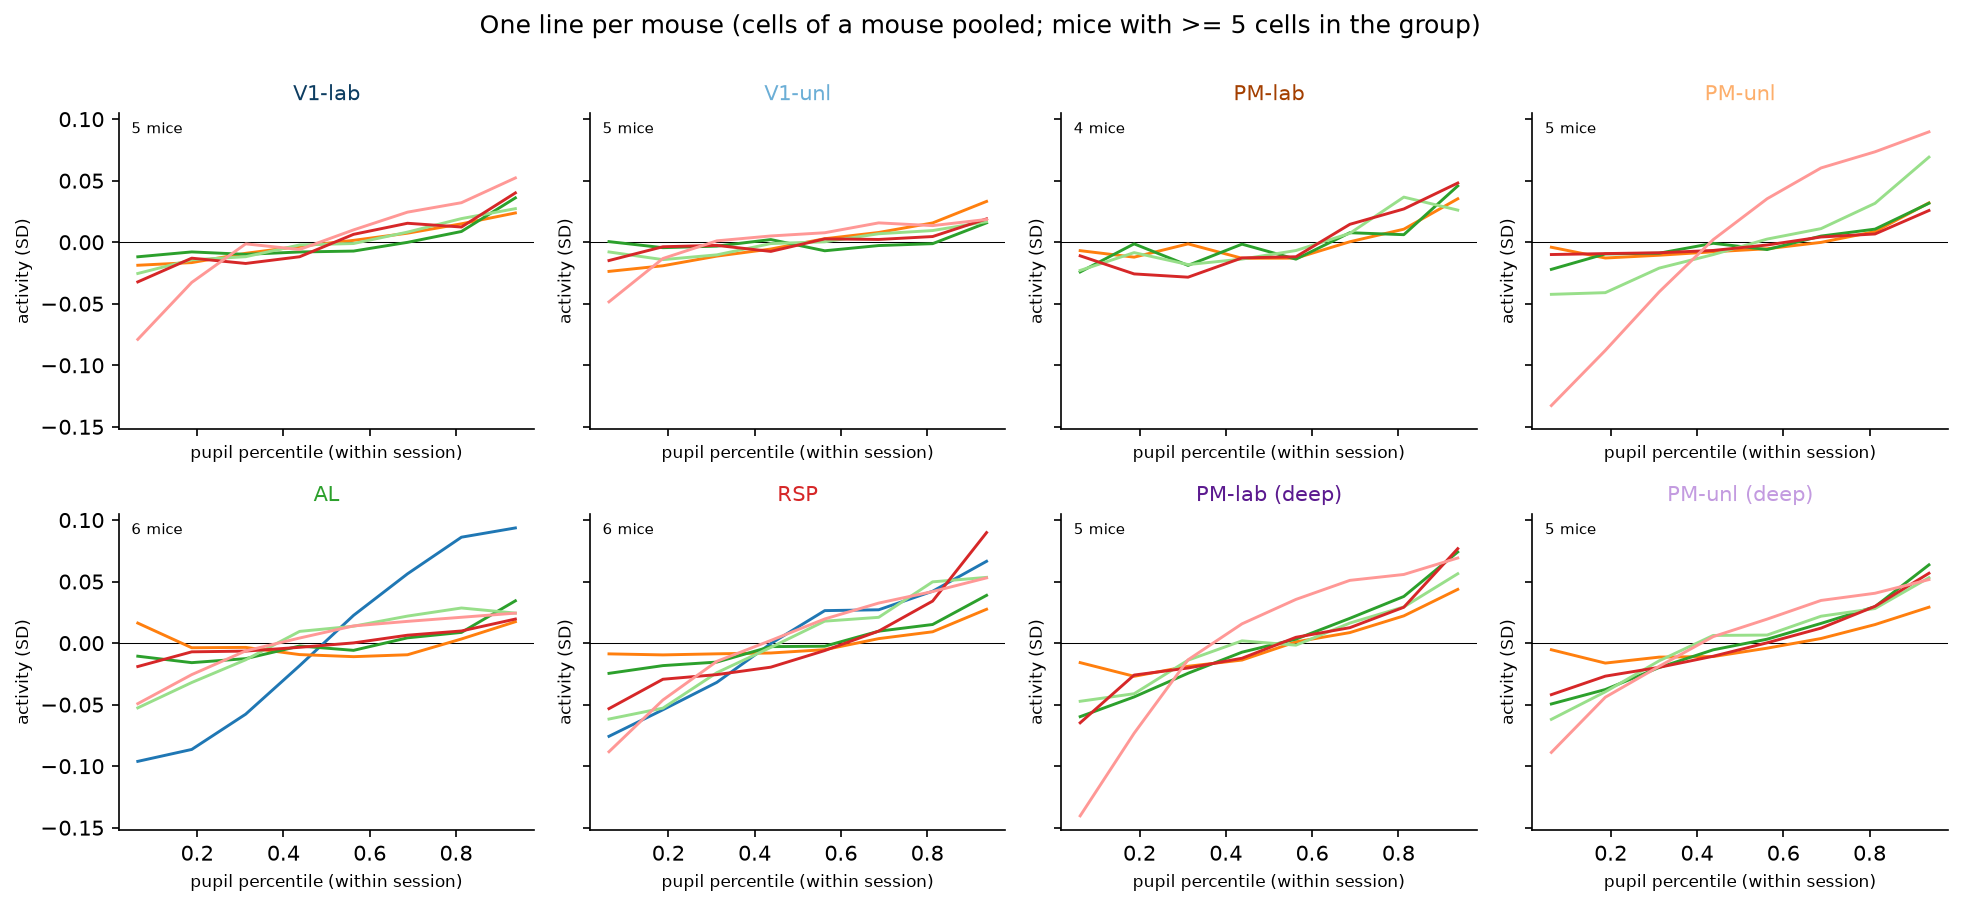 One line per mouse (cells of a mouse pooled; mice with >= 5 cells in the group)
V1-lab
V1-unl
PM-lab
PM-unl
5 mice
5 mice
4 mice
5 mice
0.10
0.05
0.00
−0.05
−0.10
−0.15
activity (SD)
activity (SD)
activity (SD)
activity (SD)
pupil percentile (within session)
pupil percentile (within session)
pupil percentile (within session)
pupil percentile (within session)
AL
RSP
PM-lab (deep)
PM-unl (deep)
6 mice
6 mice
5 mice
5 mice
0.10
0.05
0.00
−0.05
−0.10
−0.15
activity (SD)
activity (SD)
activity (SD)
activity (SD)
0.2 0.4 0.6 0.8
0.2 0.4 0.6 0.8
0.2 0.4 0.6 0.8
0.2 0.4 0.6 0.8
pupil percentile (within session)
pupil percentile (within session)
pupil percentile (within session)
pupil percentile (within session)